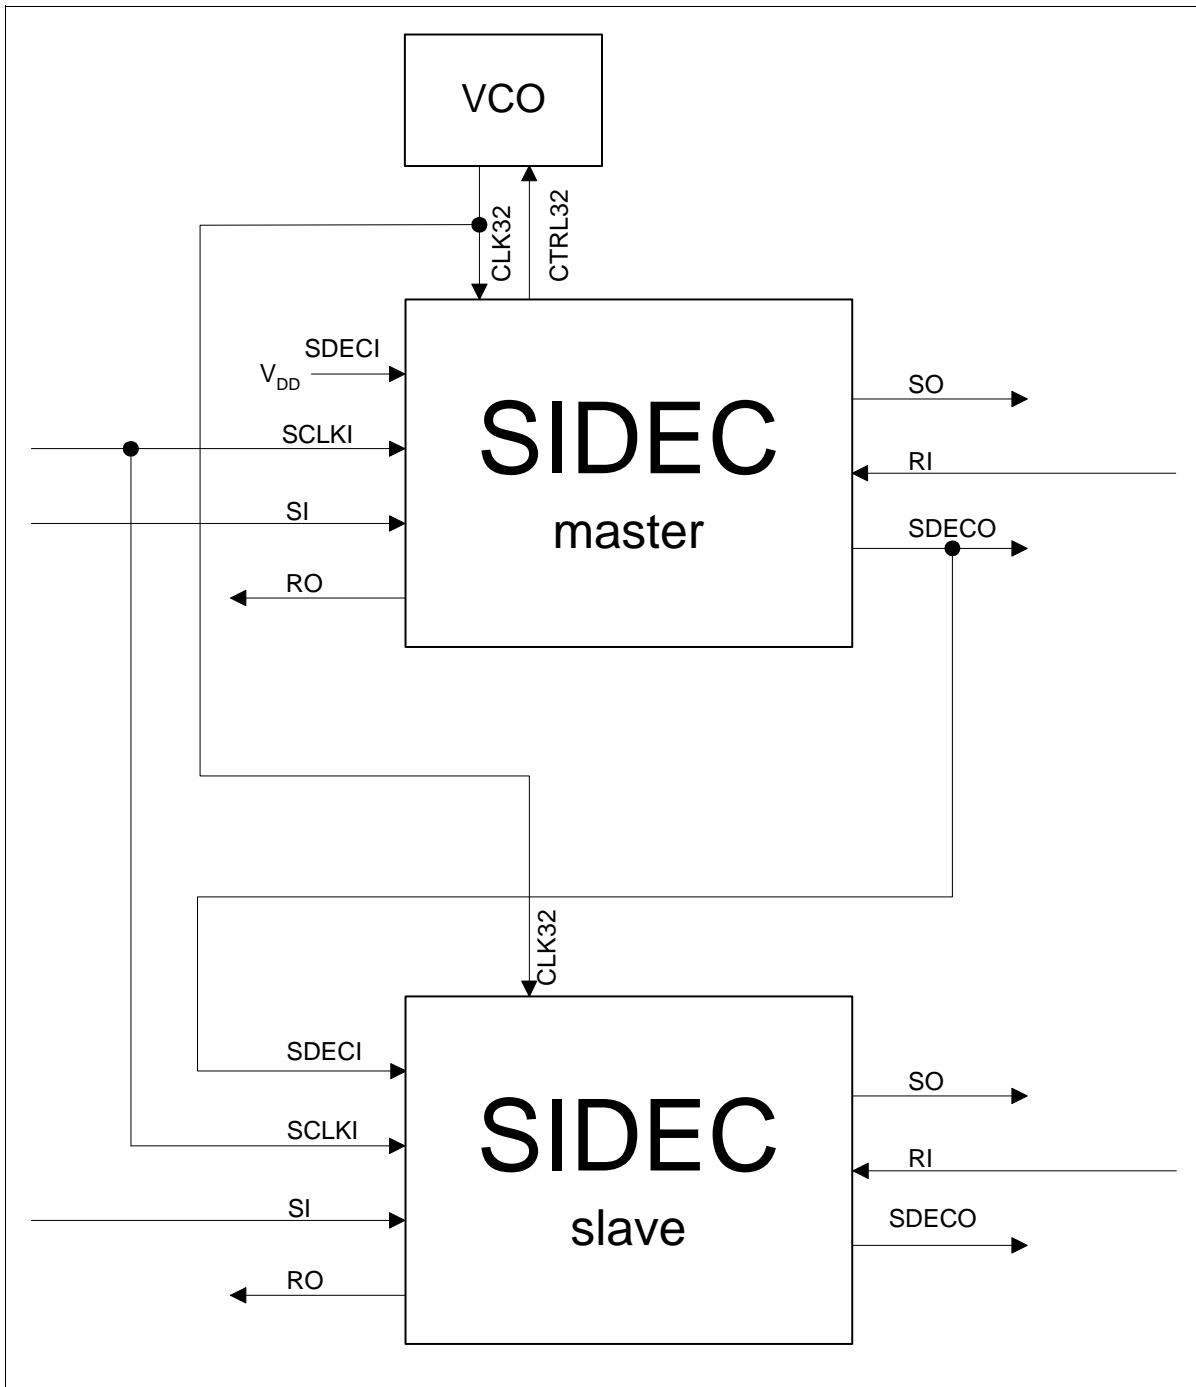 VCO
CLK32
CTRL32
SDECI
VDD
SO
SCLKI
SIDEC
RI
SI
master
SDECO
RO
CLK32
SDECI
SO
SCLKI
SIDEC
RI
SI
slave
SDECO
RO